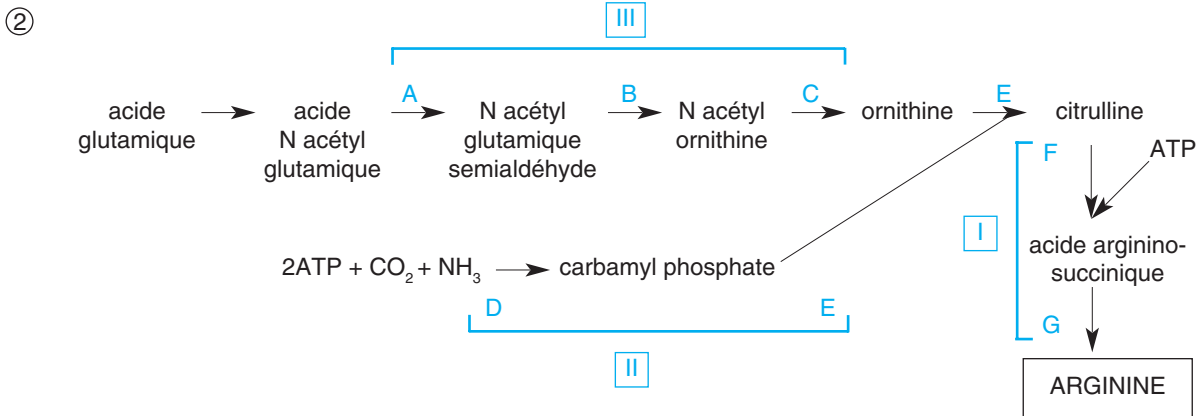 ②
III
A
B
C
E
acide
glutamique
acide
N acétyl
glutamique
N acétyl
glutamique
semialdéhyde
N acétyl
ornithine
ornithine
citrulline
F
ATP
I
acide arginino-
succinique
G
ARGININE
2ATP + CO₂ + NH₃
carbamyl phosphate
D
E
II